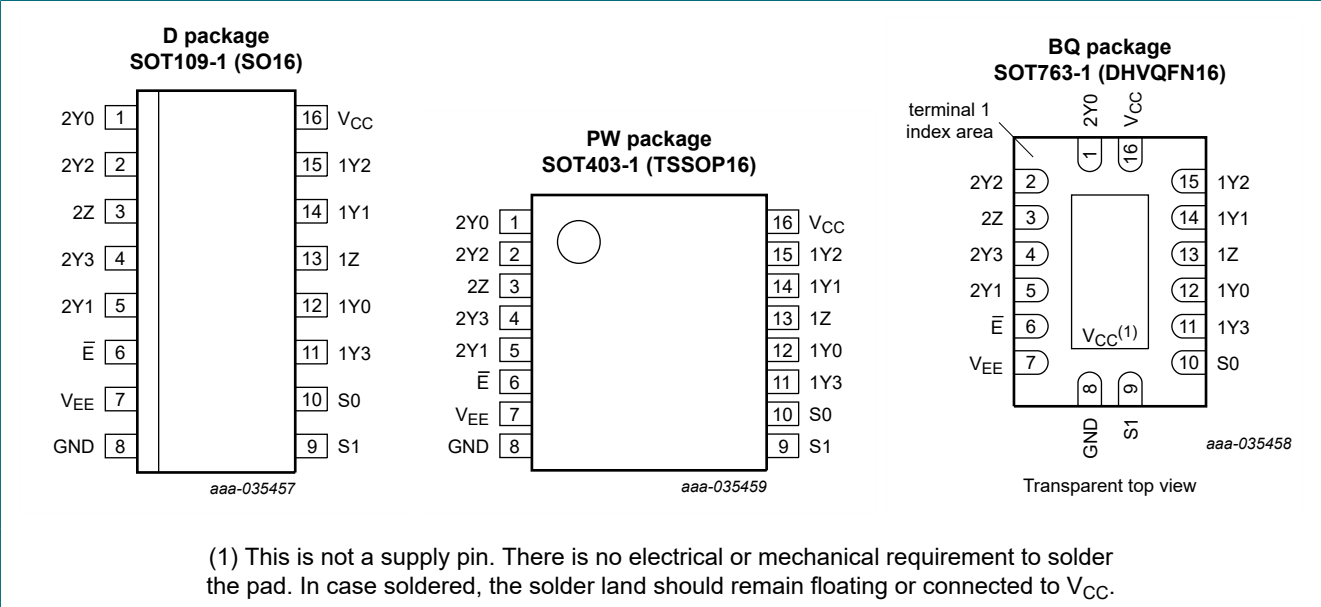 D package
SOT109-1 (SO16)
2Y0 1 16 VCC
2Y2 2 15 1Y2
2Z 3 14 1Y1
2Y3 4 13 1Z
2Y1 5 12 1Y0
E̅ 6 11 1Y3
VEE 7 10 S0
GND 8 9 S1
aaa-035457
PW package
SOT403-1 (TSSOP16)
2Y0 1 16 VCC
2Y2 2 15 1Y2
2Z 3 14 1Y1
2Y3 4 13 1Z
2Y1 5 12 1Y0
E̅ 6 11 1Y3
VEE 7 10 S0
GND 8 9 S1
aaa-035459
BQ package
SOT763-1 (DHVQFN16)
terminal 1
index area
2Y0 VCC
1 16
2Y2 2 15 1Y2
2Z 3 14 1Y1
2Y3 4 13 1Z
2Y1 5 12 1Y0
E̅ 6 11 1Y3
VCC(1)
VEE 7 10 S0
8 9
GND S1
aaa-035458
Transparent top view
(1) This is not a supply pin. There is no electrical or mechanical requirement to solder
the pad. In case soldered, the solder land should remain floating or connected to VCC.